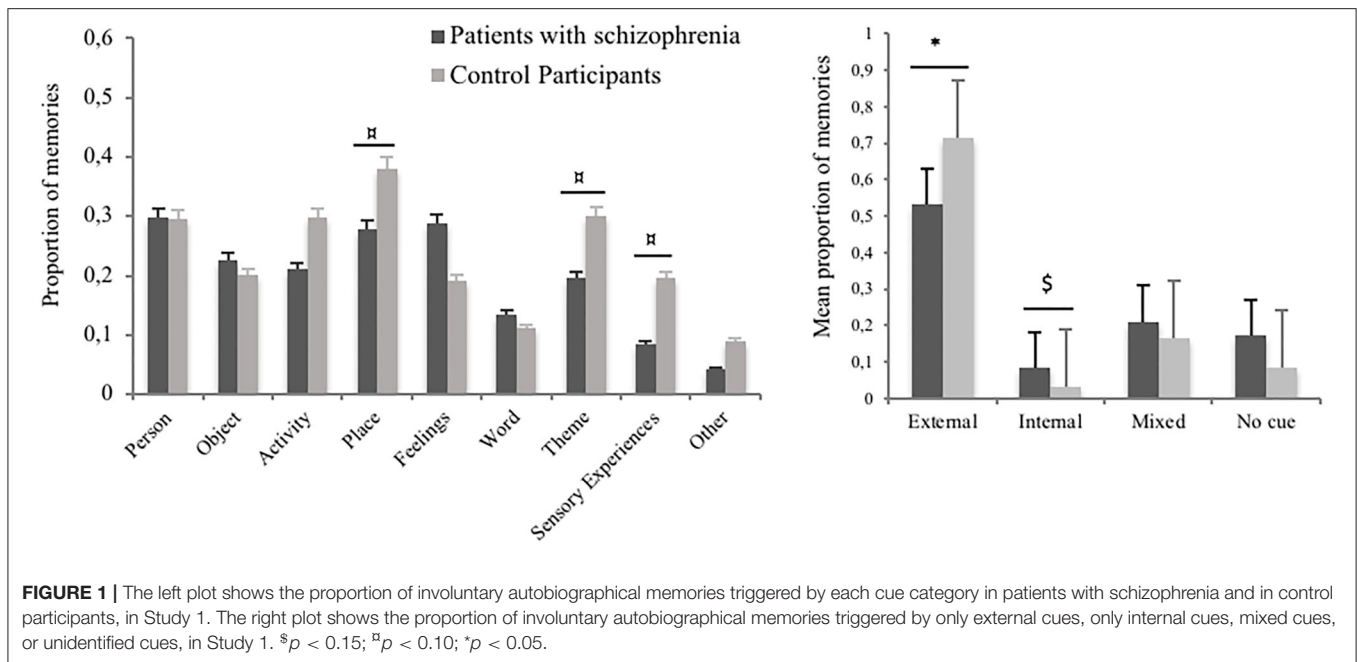 Proportion of memories
0,6
0,5
0,4
0,3
0,2
0,1
0
Patients with schizophrenia
Control Participants
¤
¤
¤
Person
Object
Activity
Place
Feelings
Word
Theme
Sensory Experiences
Other
Mean proportion of memories
1
0,9
0,8
0,7
0,6
0,5
0,4
0,3
0,2
0,1
0
*
$
External
Internal
Mixed
No cue
FIGURE 1 | The left plot shows the proportion of involuntary autobiographical memories triggered by each cue category in patients with schizophrenia and in control
participants, in Study 1. The right plot shows the proportion of involuntary autobiographical memories triggered by only external cues, only internal cues, mixed cues,
or unidentified cues, in Study 1. $p < 0.15; ¤p < 0.10; *p < 0.05.